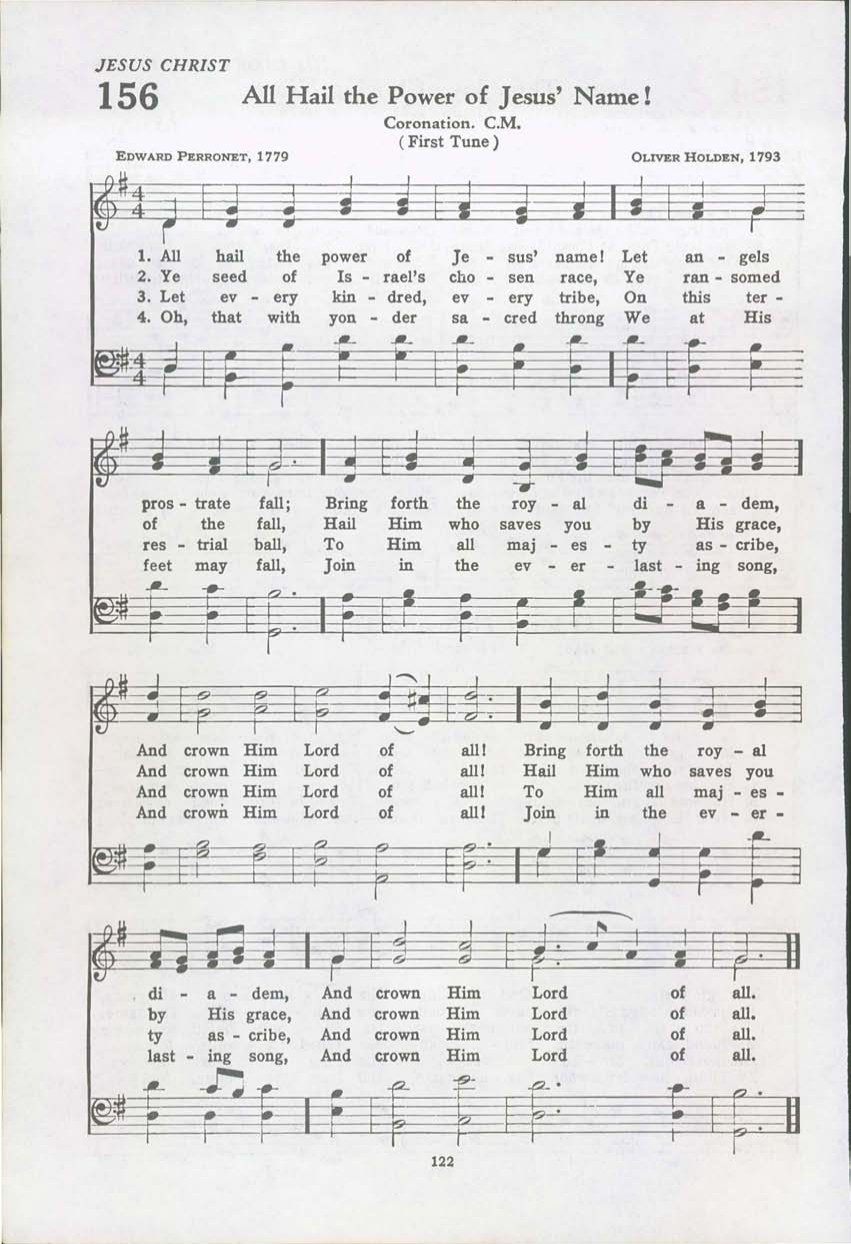 JESUS CHRIST
156
All Hail the Power of Jesus' Name!
Coronation. C.M.
(First Tune)
EDWARD PERRONET, 1779 OLIVER HOLDEN, 1793
1. All hail the power of Je - sus' name! Let an - gels
2. Ye seed of Is - rael's cho - sen race, Ye ran - somed
3. Let ev - ery kin - dred, ev - ery tribe, On this ter -
4. Oh, that with yon - der sa - cred throng We at His
pros - trate fall; Bring forth the roy - al di - a - dem,
of the fall, Hail Him who saves you by His grace,
res - trial ball, To Him all maj - es - ty as - cribe,
feet may fall, Join in the ev - er - last - ing song,
And crown Him Lord of all! Bring forth the roy - al
And crown Him Lord of all! Hail Him who saves you
And crown Him Lord of all! To Him all maj - es -
And crown Him Lord of all! Join in the ev - er -
di - a - dem, And crown Him Lord of all.
by His grace, And crown Him Lord of all.
ty as - cribe, And crown Him Lord of all.
last - ing song, And crown Him Lord of all.
122